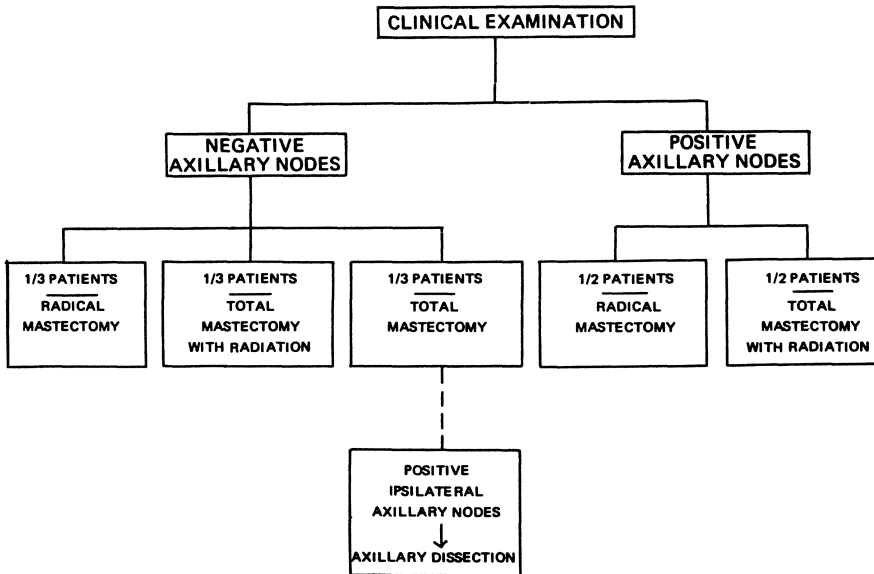 CLINICAL EXAMINATION
NEGATIVE
AXILLARY NODES
POSITIVE
AXILLARY NODES
1/3 PATIENTS
RADICAL
MASTECTOMY
1/3 PATIENTS
TOTAL
MASTECTOMY
WITH RADIATION
1/3 PATIENTS
TOTAL
MASTECTOMY
1/2 PATIENTS
RADICAL
MASTECTOMY
1/2 PATIENTS
TOTAL
MASTECTOMY
WITH RADIATION
POSITIVE
IPSILATERAL
AXILLARY NODES
AXILLARY DISSECTION